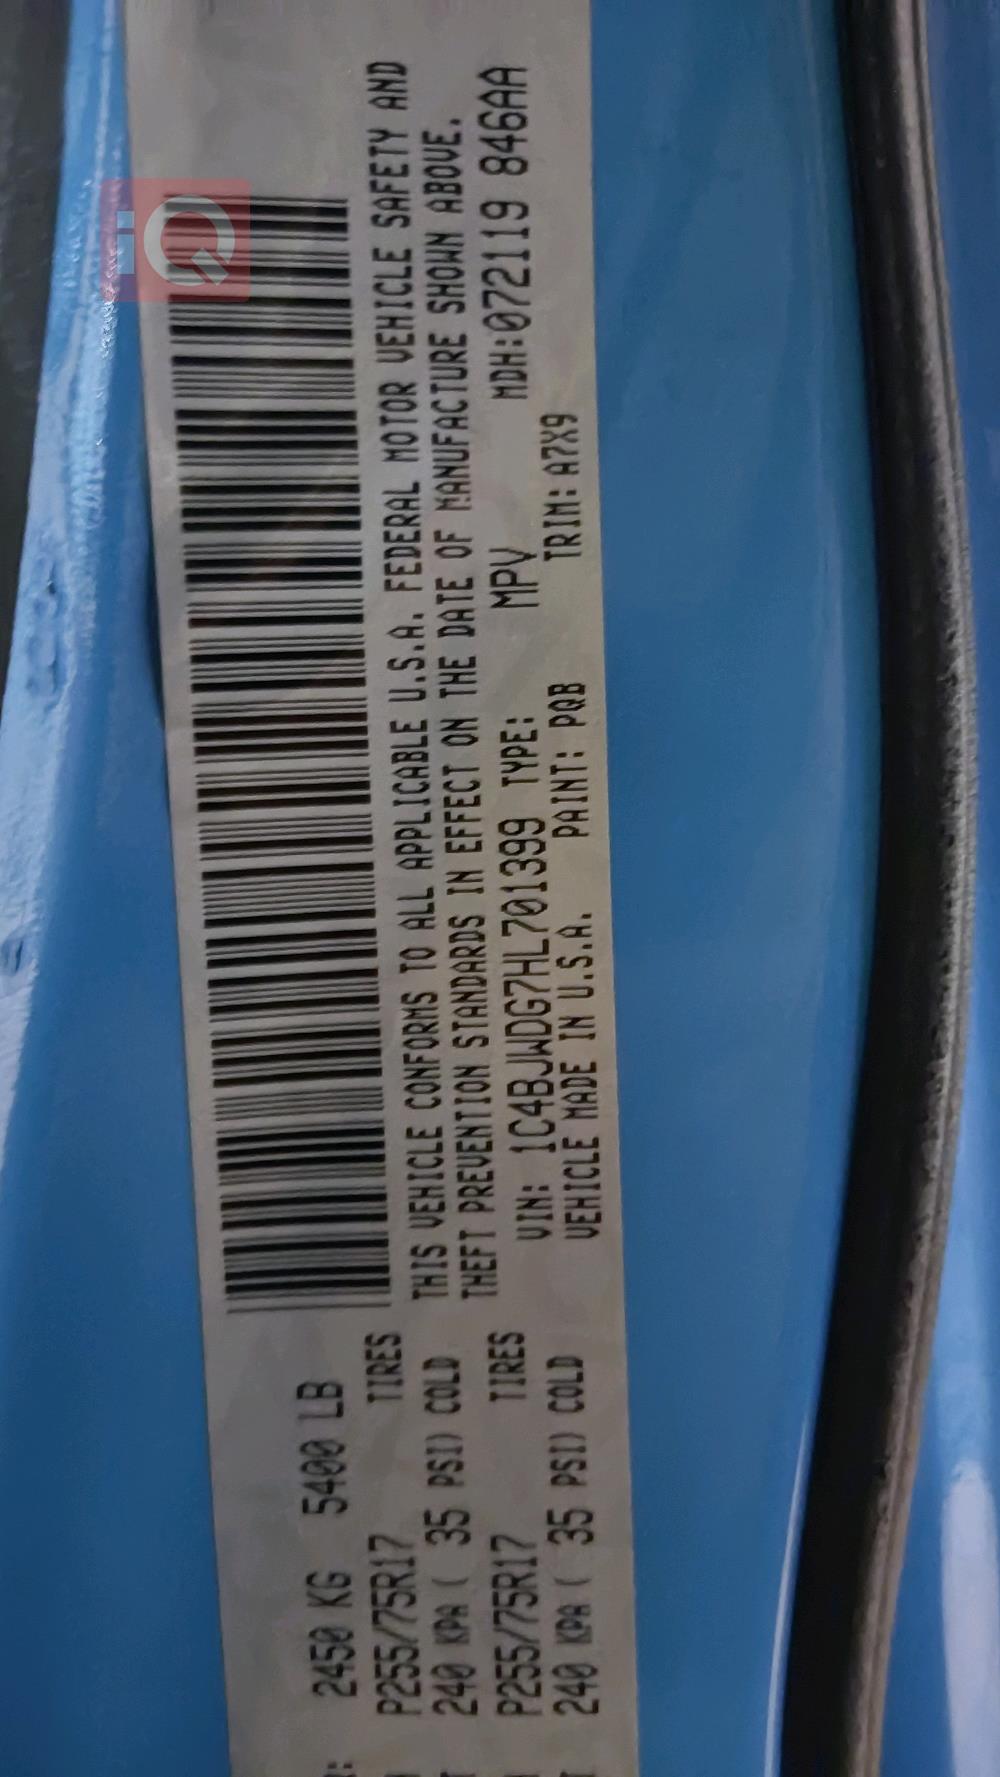 iQ
2450 KG 5400 LB
P255/75R17 TIRES
240 KPA ( 35 PSI) COLD
P255/75R17 TIRES
240 KPA ( 35 PSI) COLD
THIS VEHICLE CONFORMS TO ALL APPLICABLE U.S.A. FEDERAL MOTOR VEHICLE SAFETY AND
THEFT PREVENTION STANDARDS IN EFFECT ON THE DATE OF MANUFACTURE SHOWN ABOVE.
VIN: 1C4BJWDG7HL701399 TYPE: MPV MDH:072119 846AA
VEHICLE MADE IN U.S.A. PAINT: PQB TRIM: A7X9